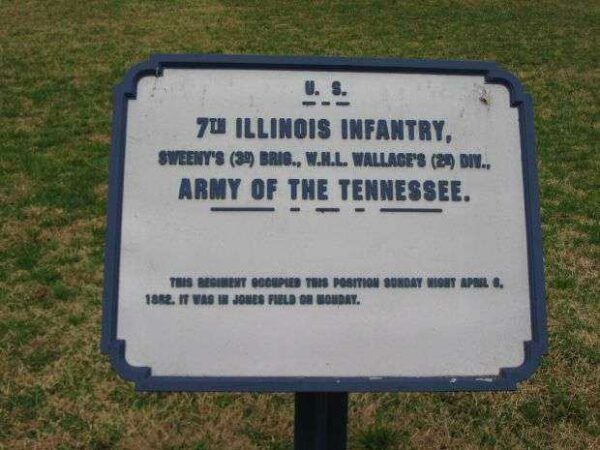 U. S.
7TH ILLINOIS INFANTRY,
SWEENY'S (3D) BRIG., W.H.L. WALLACE'S (2D) DIV.,
ARMY OF THE TENNESSEE.
THIS REGIMENT OCCUPIED THIS POSITION SUNDAY NIGHT APRIL 6,
1862. IT WAS IN JONES FIELD ON MONDAY.